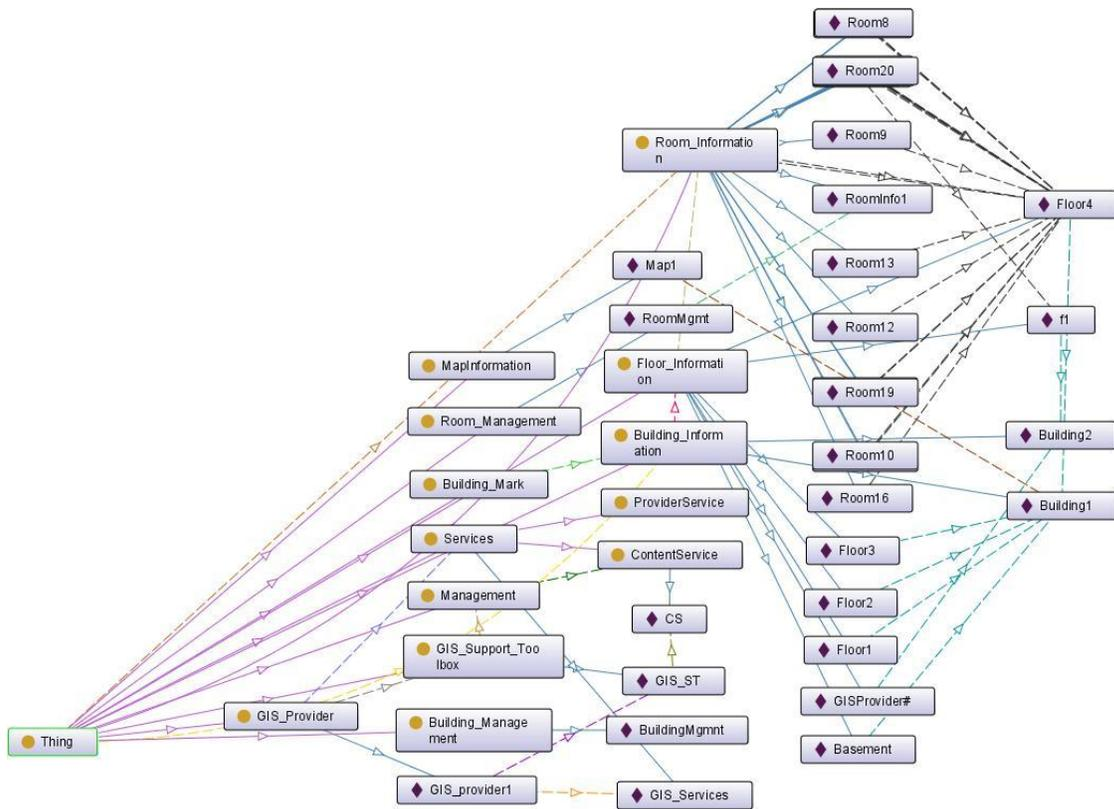 Room8
Room20
Room_Informatio
n
Room9
RoomInfo1
Floor4
Map1
Room13
RoomMgmt
Room12
f1
MapInformation
Floor_Informati
on
Room19
Room_Management
Building_Inform
ation
Building2
Room10
Building_Mark
ProviderService
Room16
Building1
Services
ContentService
Floor3
Management
Floor2
CS
GIS_Support_Too
lbox
Floor1
GIS_ST
GISProvider#
GIS_Provider
Building_Manage
ment
BuildingMgmnt
Thing
Basement
GIS_provider1
GIS_Services